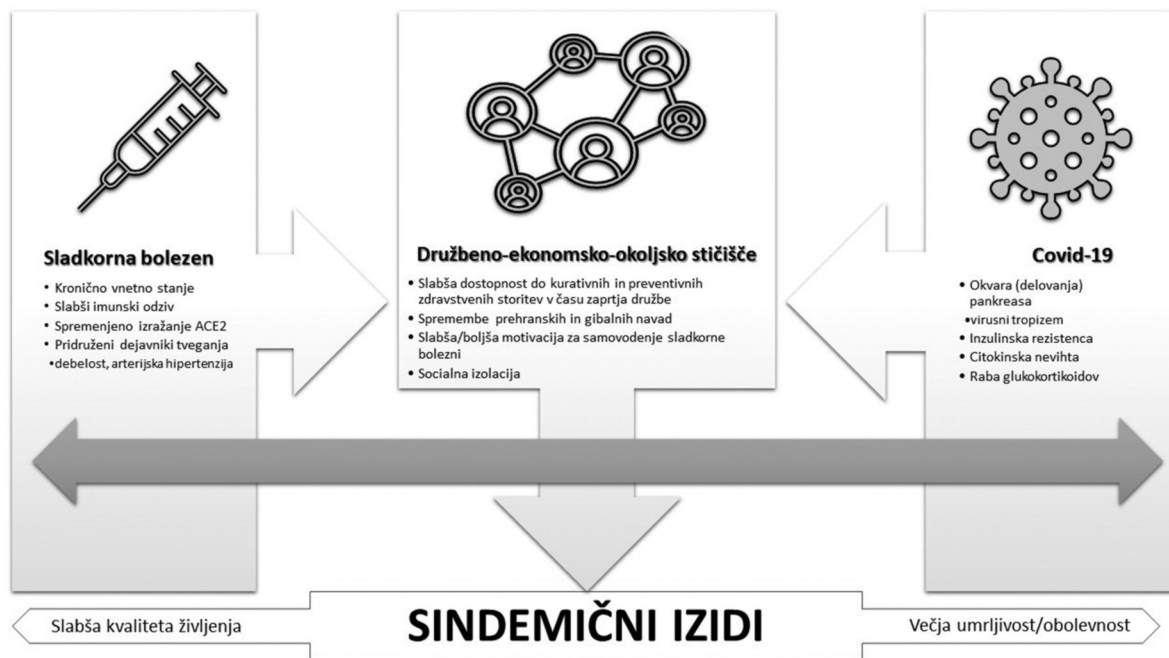 Sladkorna bolezen
• Kronično vnetno stanje
• Slabši imunski odziv
• Spremenjeno izražanje ACE2
• Pridruženi dejavniki tveganja
•debelost, arterijska hipertenzija
Družbeno-ekonomsko-okoljsko stičišče
• Slabša dostopnost do kurativnih in preventivnih
zdravstvenih storitev v času zaprtja družbe
• Spremembe prehranskih in gibalnih navad
• Slabša/boljša motivacija za samovodenje sladkorne
bolezni
• Socialna izolacija
Covid-19
• Okvara (delovanja)
pankreasa
•virusni tropizem
• Inzulinska rezistenca
• Citokinska nevihta
• Raba glukokortikoidov
Slabša kvaliteta življenja
SINDEMIČNI IZIDI
Večja umrljivost/obolevnost